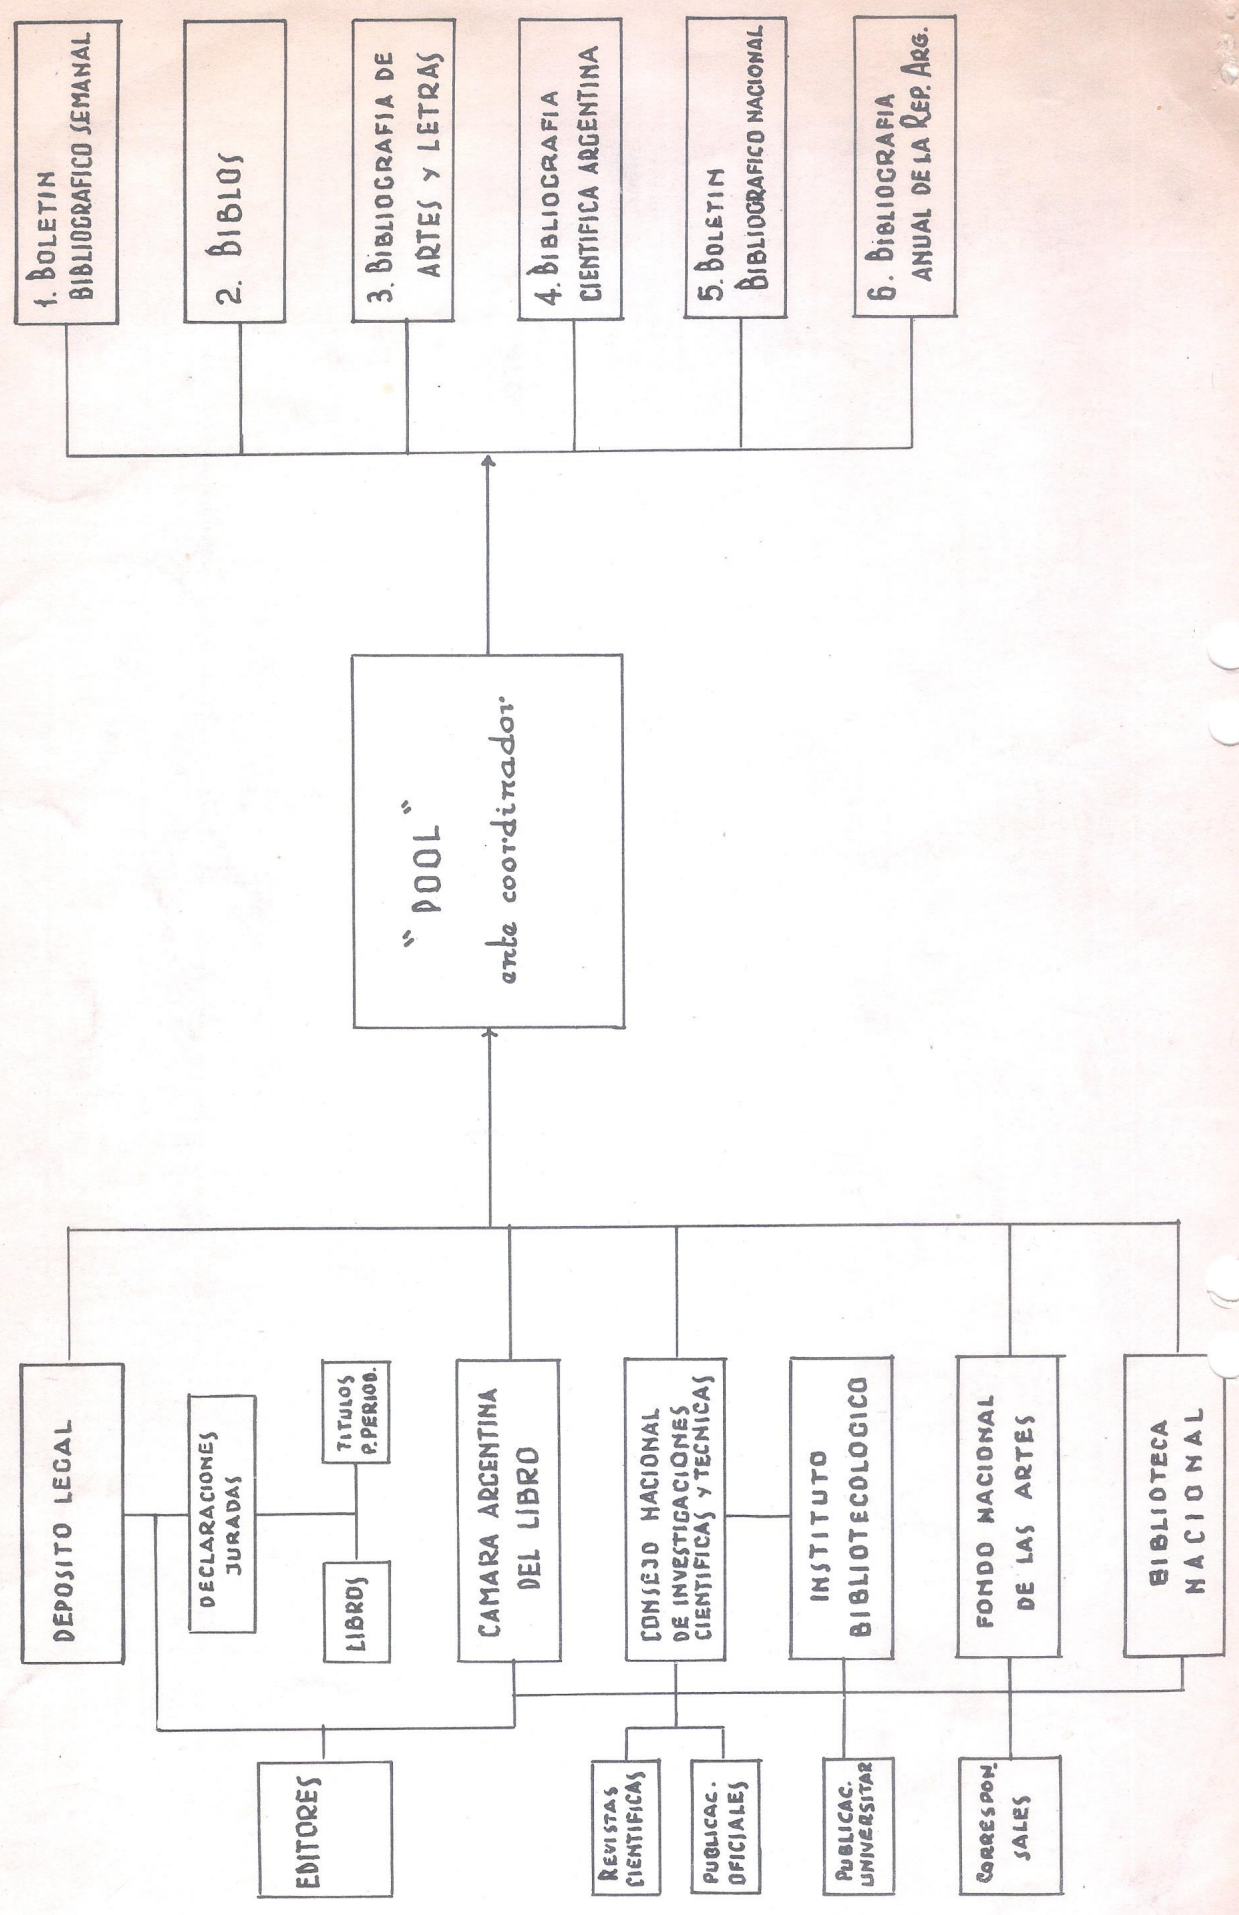 EDITORES
REVISTAS
CIENTIFICAS
PUBLICAC.
OFICIALES
PUBLICAC.
UNIVERSITAR
CORRESPON.
SALES
DEPOSITO LEGAL
DECLARACIONES
JURADAS
LIBROS
TITULOS
P.PERIOD.
CAMARA ARGENTINA
DEL LIBRO
CONSEJO NACIONAL
DE INVESTIGACIONES
CIENTIFICAS Y TECNICAS
INSTITUTO
BIBLIOTECOLOGICO
FONDO NACIONAL
DE LAS ARTES
BIBLIOTECA
NACIONAL
"POOL"
ente coordinador
1. BOLETIN
BIBLIOGRAFICO SEMANAL
2. BIBLOS
3. BIBLIOGRAFIA DE
ARTES Y LETRAS
4. BIBLIOGRAFIA
CIENTIFICA ARGENTINA
5. BOLETIN
BIBLIOGRAFICO NACIONAL
6. BIBLIOGRAFIA
ANUAL DE LA REP. ARG.